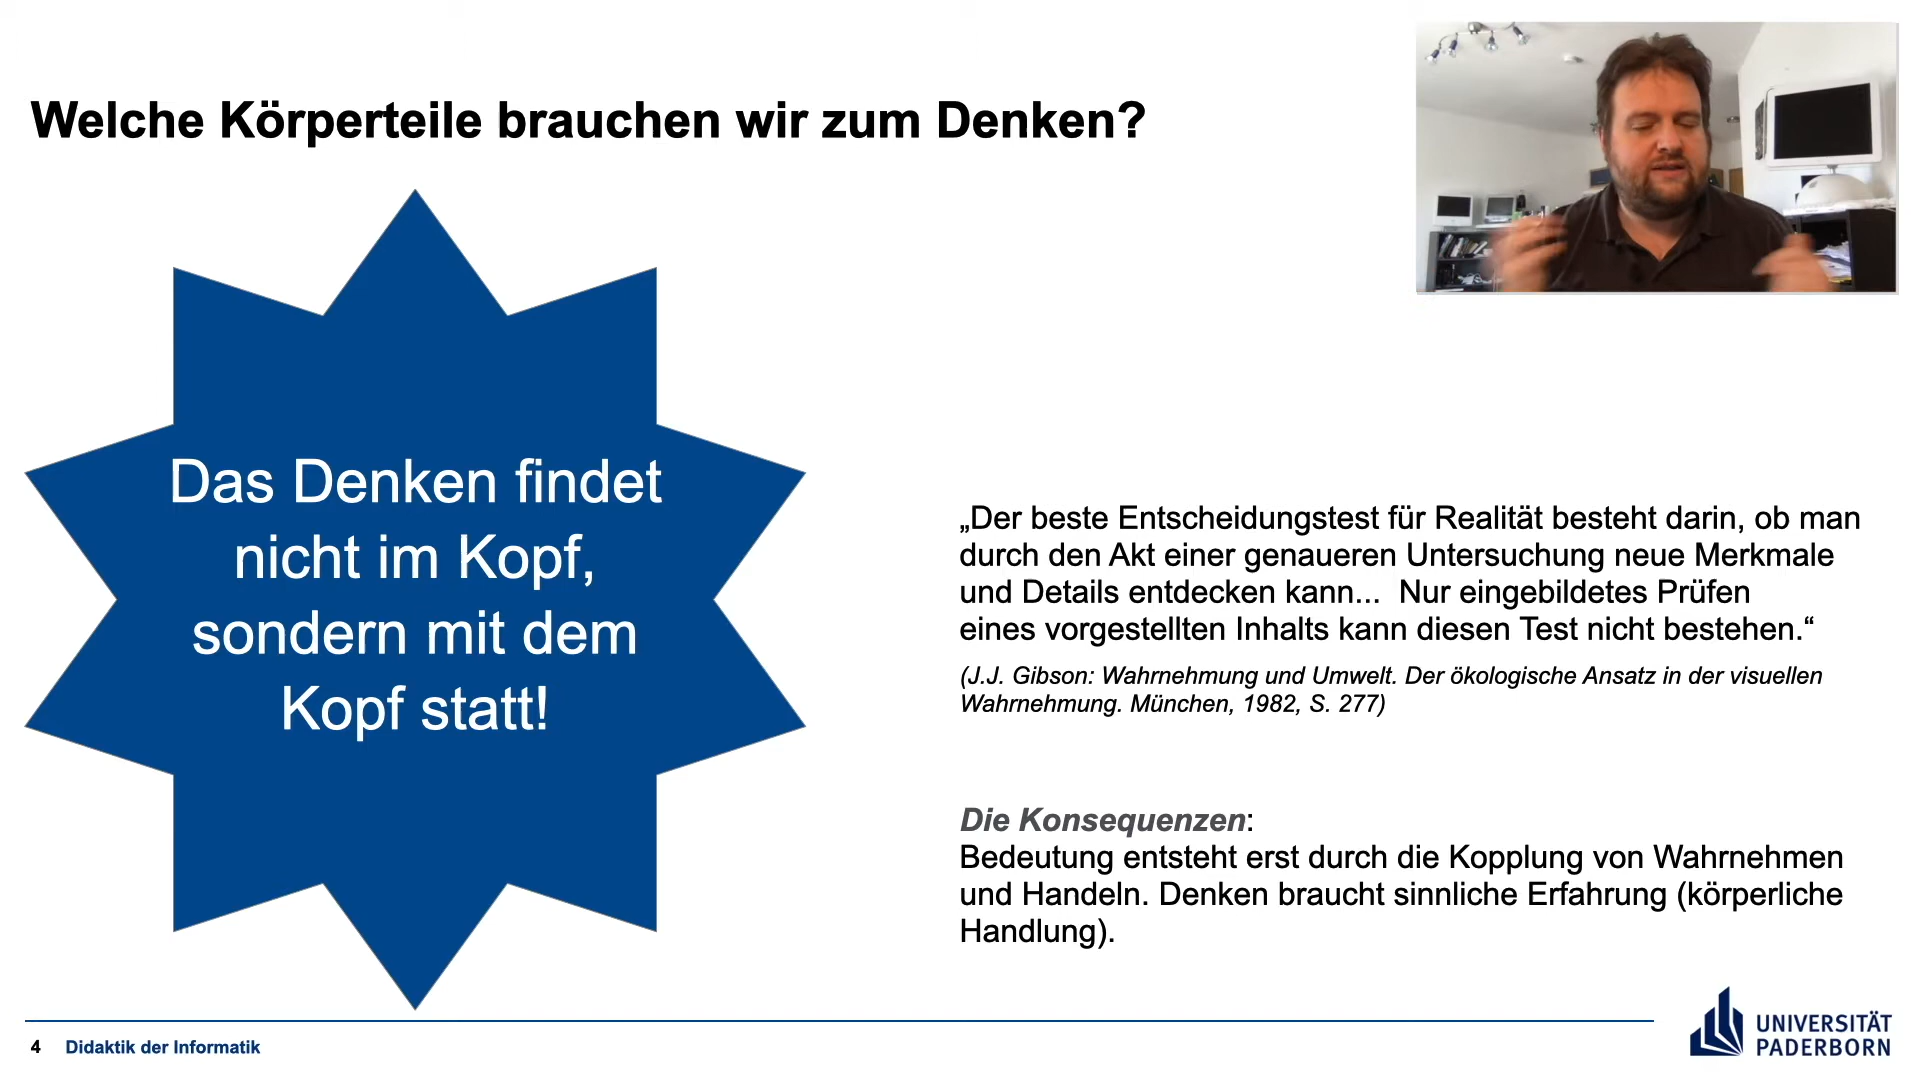 Welche Körperteile brauchen wir zum Denken?
Das Denken findet
nicht im Kopf,
sondern mit dem
Kopf statt!
„Der beste Entscheidungstest für Realität besteht darin, ob man
durch den Akt einer genaueren Untersuchung neue Merkmale
und Details entdecken kann...  Nur eingebildetes Prüfen
eines vorgestellten Inhalts kann diesen Test nicht bestehen.“
(J.J. Gibson: Wahrnehmung und Umwelt. Der ökologische Ansatz in der visuellen
Wahrnehmung. München, 1982, S. 277)
Die Konsequenzen:
Bedeutung entsteht erst durch die Kopplung von Wahrnehmen
und Handeln. Denken braucht sinnliche Erfahrung (körperliche
Handlung).
4 Didaktik der Informatik
UNIVERSITÄT
PADERBORN